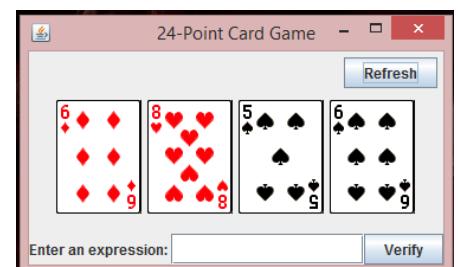 24-Point Card Game
Refresh
6 8 5 6
6 8 5 6
Enter an expression: Verify